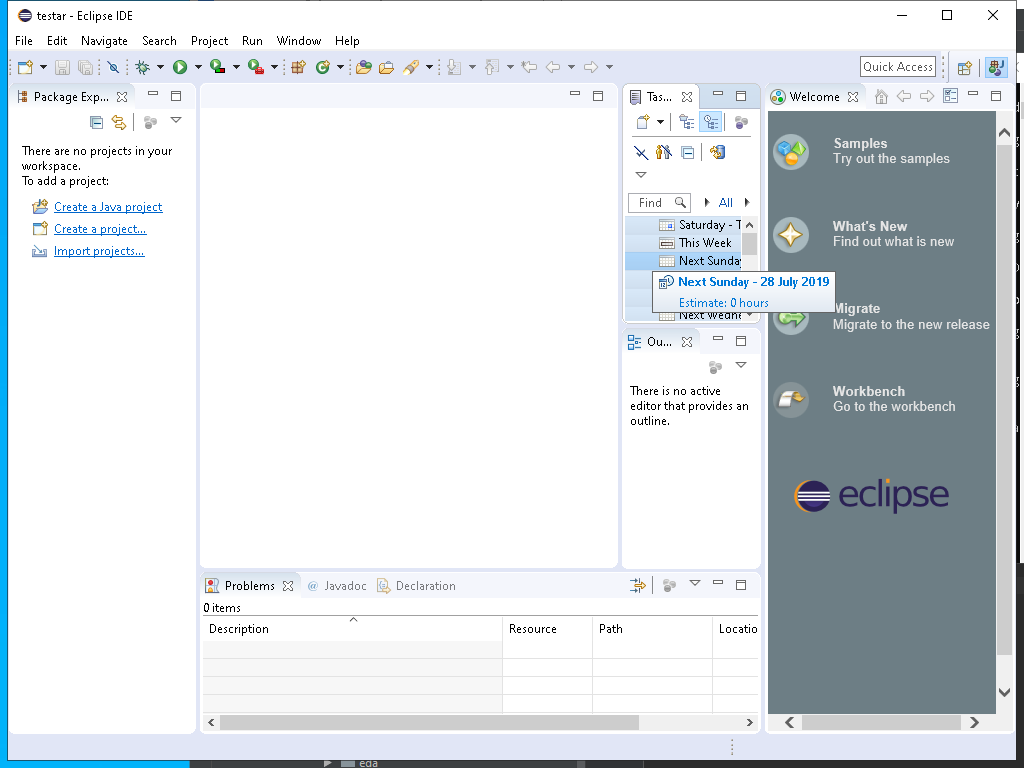 testar - Eclipse IDE
File Edit Navigate Search Project Run Window Help
Quick Access
Package Exp...
There are no projects in your
workspace.
To add a project:
Create a Java project
Create a project...
Import projects...
Tas...
Find
All
Saturday - T
This Week
Next Sunday
Next Sunday - 28 July 2019
Estimate: 0 hours
Next Wedne
Ou...
There is no active
editor that provides an
outline.
Welcome
Samples
Try out the samples
What's New
Find out what is new
Migrate
Migrate to the new release
Workbench
Go to the workbench
eclipse
Problems @ Javadoc Declaration
0 items
Description Resource Path Locatio
eda